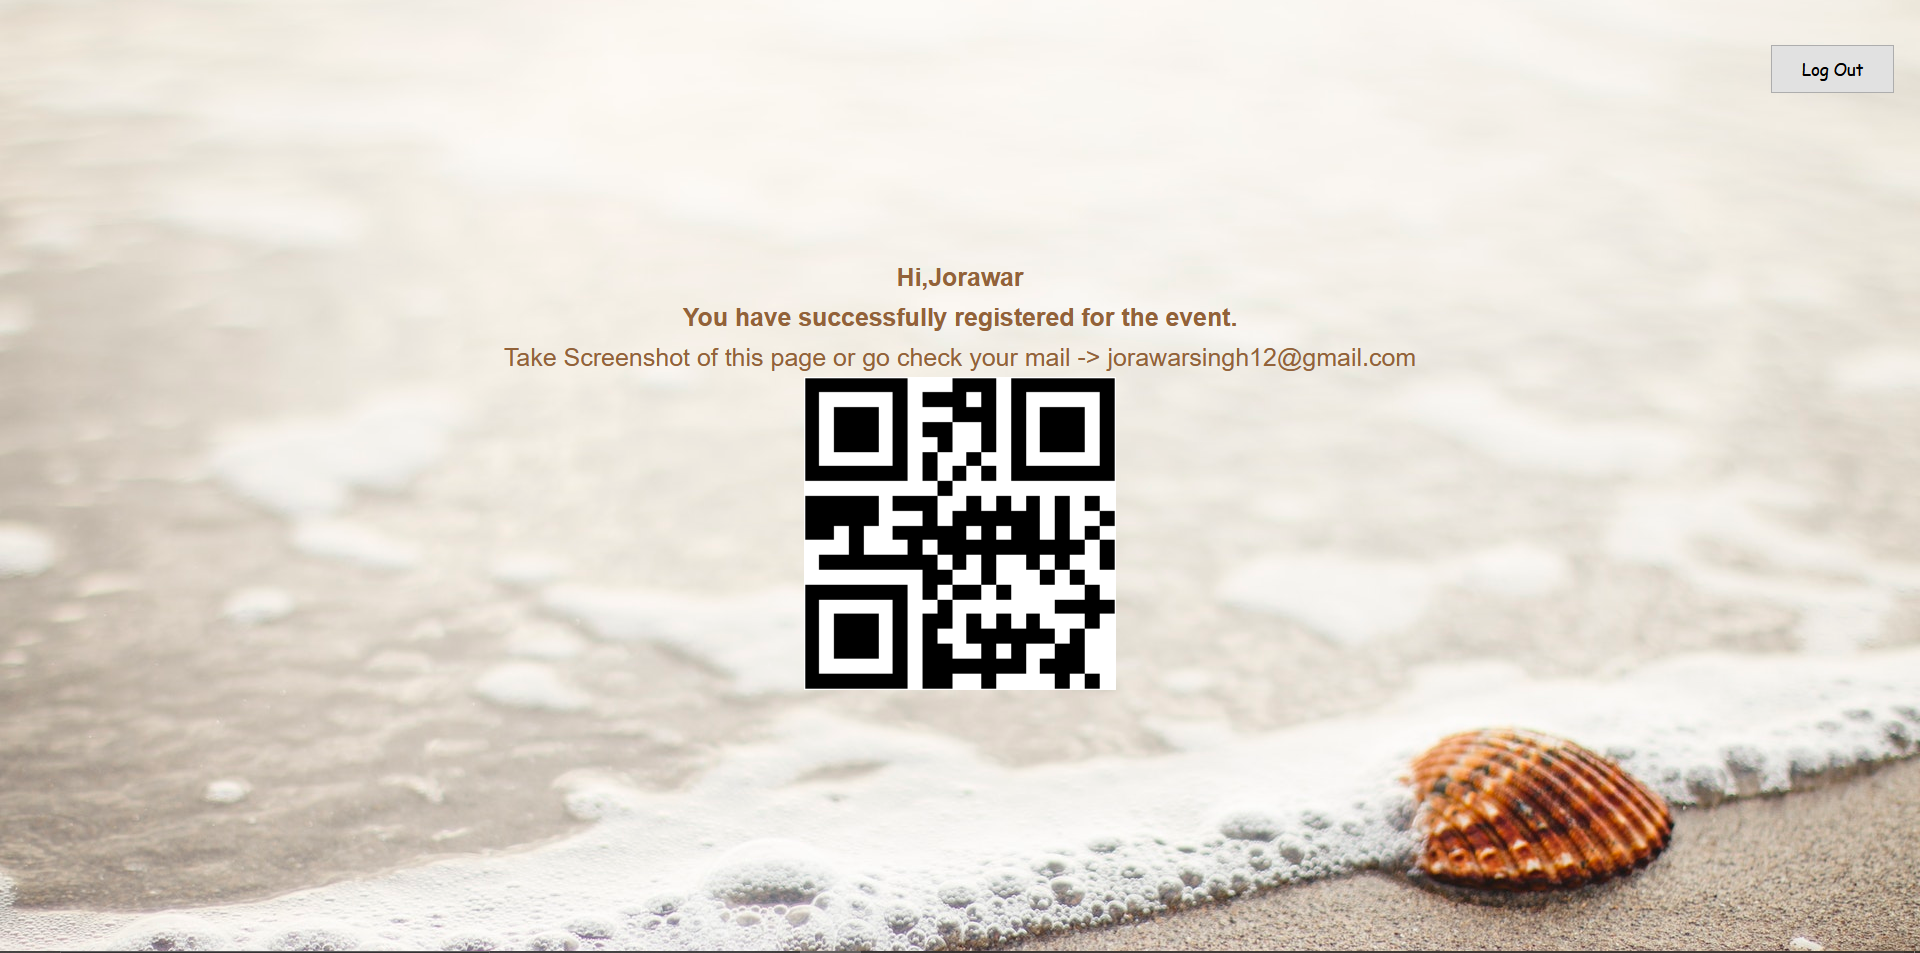 Log Out
Hi,Jorawar
You have successfully registered for the event.
Take Screenshot of this page or go check your mail -> jorawarsingh12@gmail.com